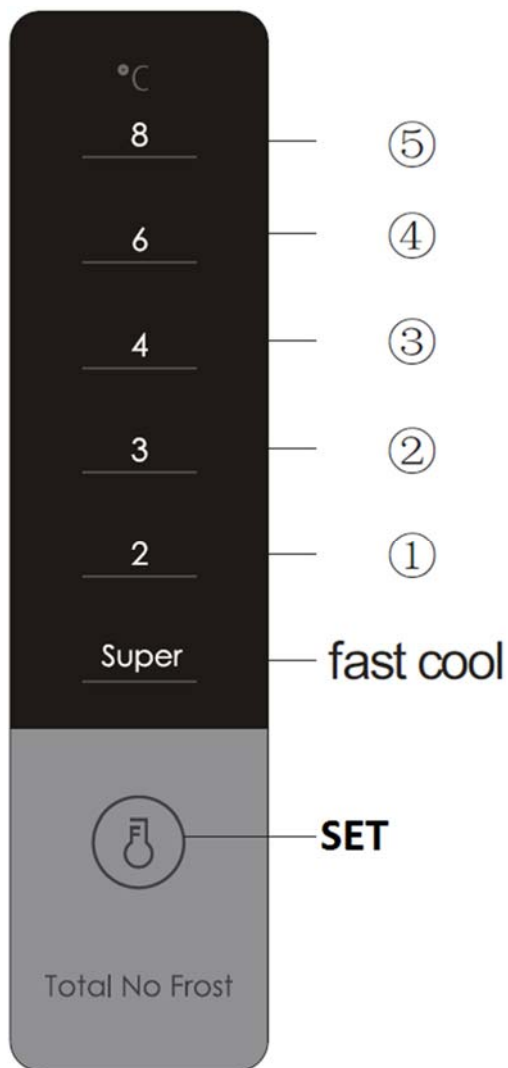 °C
8 ⑤
6 ④
4 ③
3 ②
2 ①
Super fast cool
SET
Total No Frost